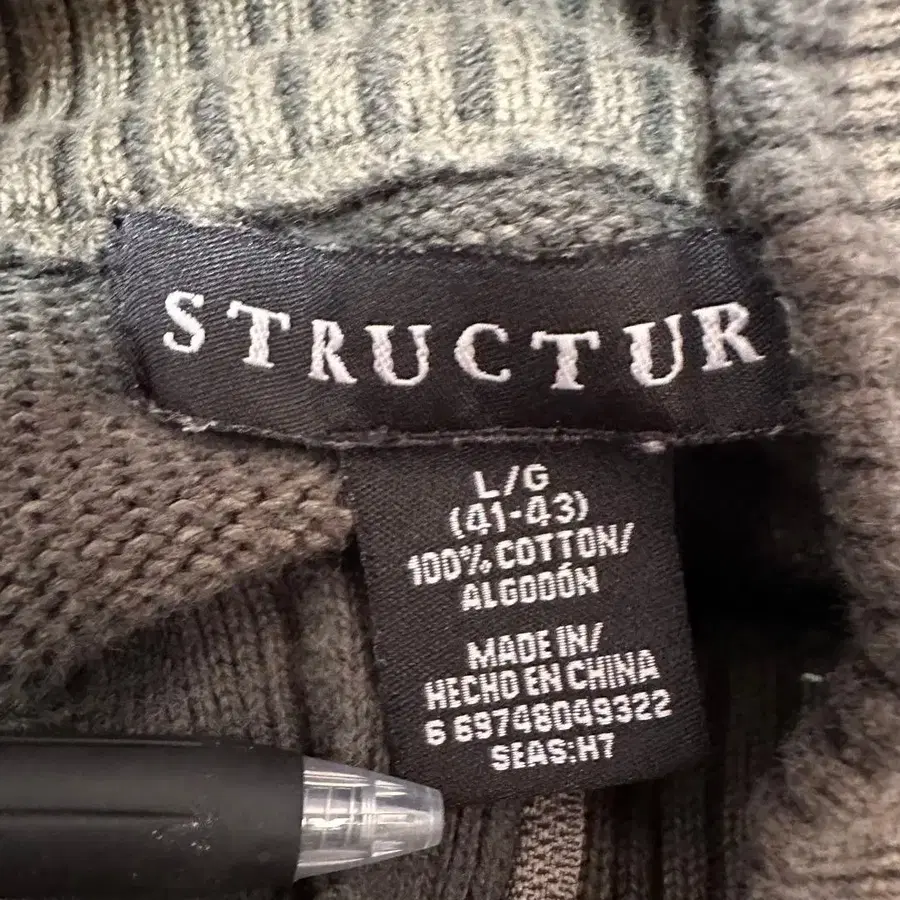 STRUCTUR
L/G
(41-43)
100% COTTON/
ALGODÓN
MADE IN/
HECHO EN CHINA
6 69748049322
SEAS:H7